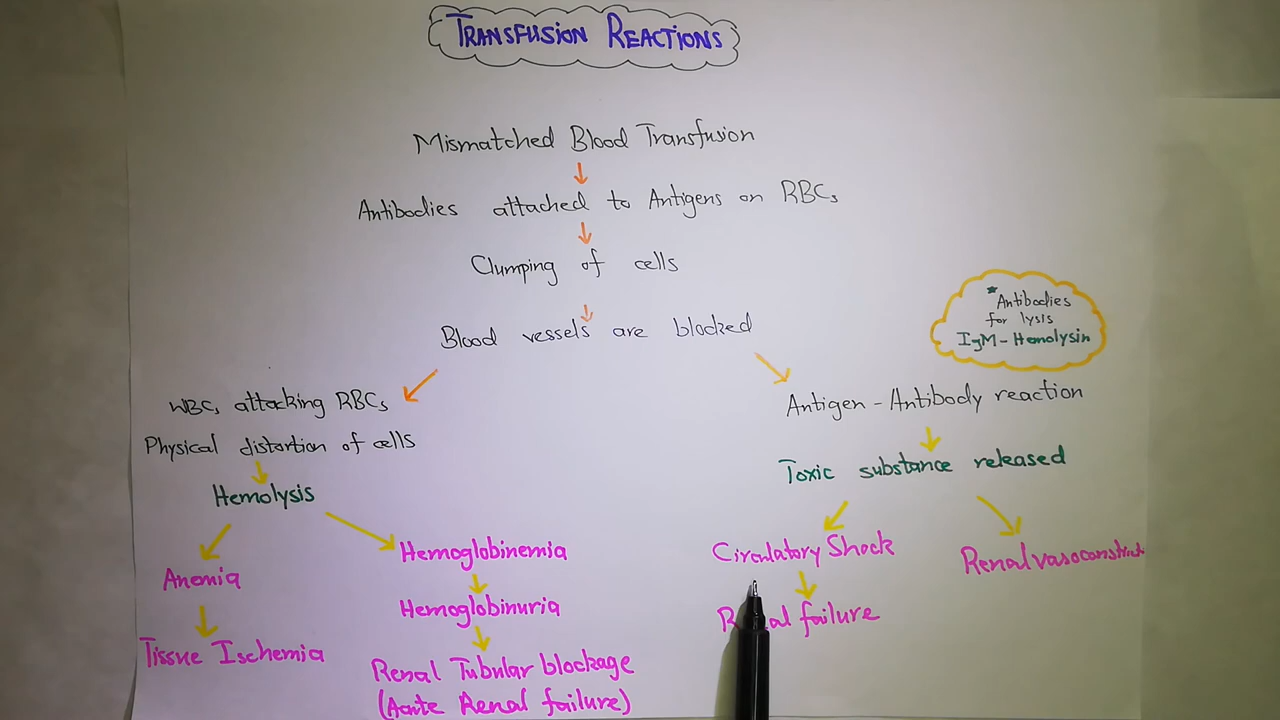 TRANSFUSION REACTIONS
Mismatched Blood Transfusion
Antibodies attached to Antigens on RBCs
Clumping of cells
Blood vessels are blocked
* Antibodies
for lysis
IgM - Hemolysin
WBCs attacking RBCs
Physical distortion of cells
Hemolysis
Anemia
Tissue Ischemia
Hemoglobinemia
Hemoglobinuria
Renal Tubular blockage
(Acute Renal failure)
Antigen - Antibody reaction
Toxic substance released
Circulatory Shock
failure
Renal vasoconstrict